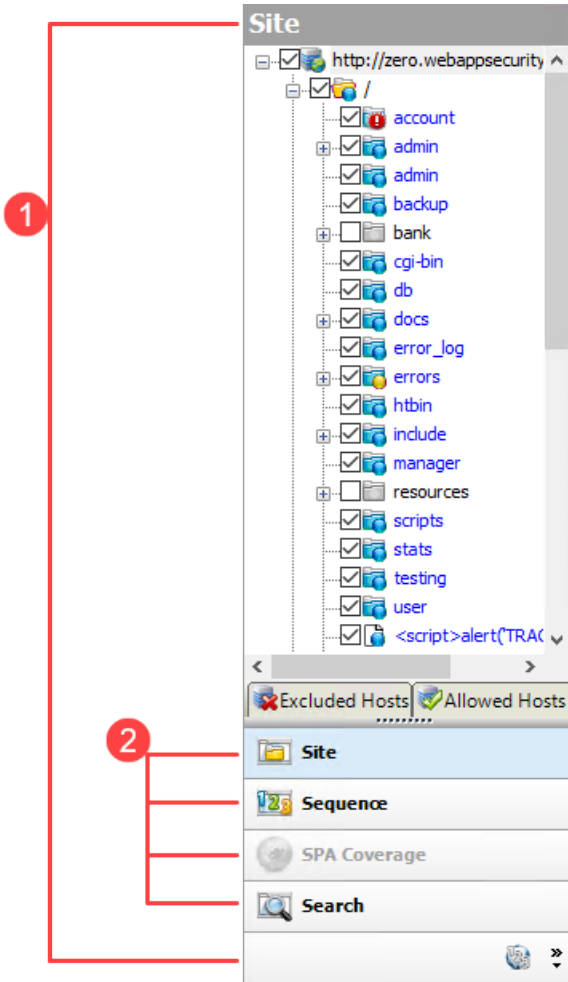 Site
http://zero.webappsecurity
/
account
admin
admin
backup
bank
cgi-bin
db
docs
error_log
errors
htbin
include
manager
resources
scripts
stats
testing
user
<script>alert('TRAC
Excluded Hosts Allowed Hosts
Site
123 Sequence
SPA Coverage
Search
»
1
2